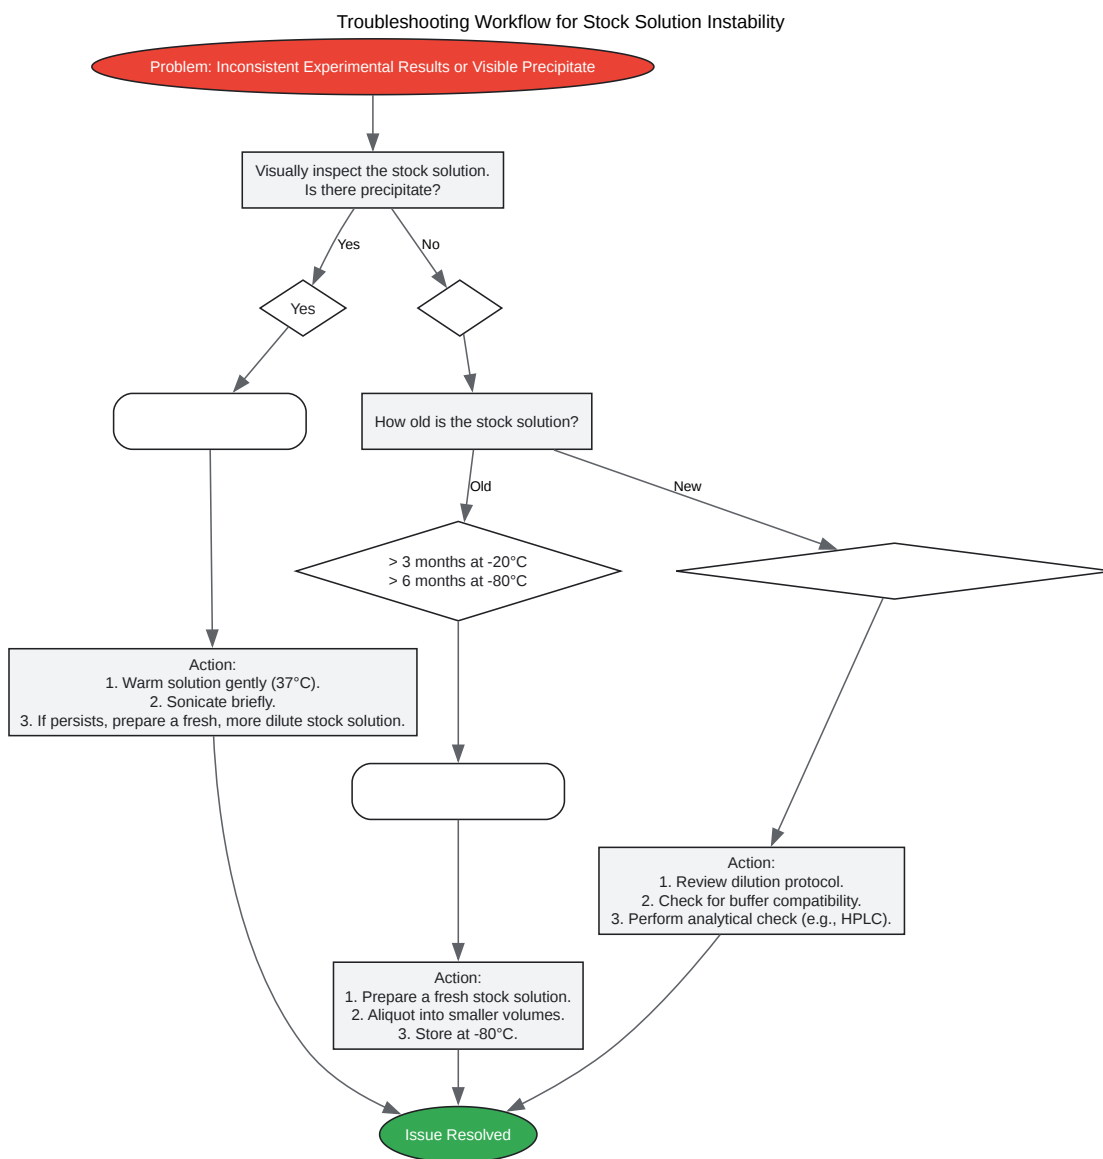 Troubleshooting Workflow for Stock Solution Instability
Problem: Inconsistent Experimental Results or Visible Precipitate
Visually inspect the stock solution.
Is there precipitate?
Yes
No
Yes
How old is the stock solution?
Old
New
> 3 months at -20°C
> 6 months at -80°C
Action:
1. Warm solution gently (37°C).
2. Sonicate briefly.
3. If persists, prepare a fresh, more dilute stock solution.
Action:
1. Review dilution protocol.
2. Check for buffer compatibility.
3. Perform analytical check (e.g., HPLC).
Action:
1. Prepare a fresh stock solution.
2. Aliquot into smaller volumes.
3. Store at -80°C.
Issue Resolved